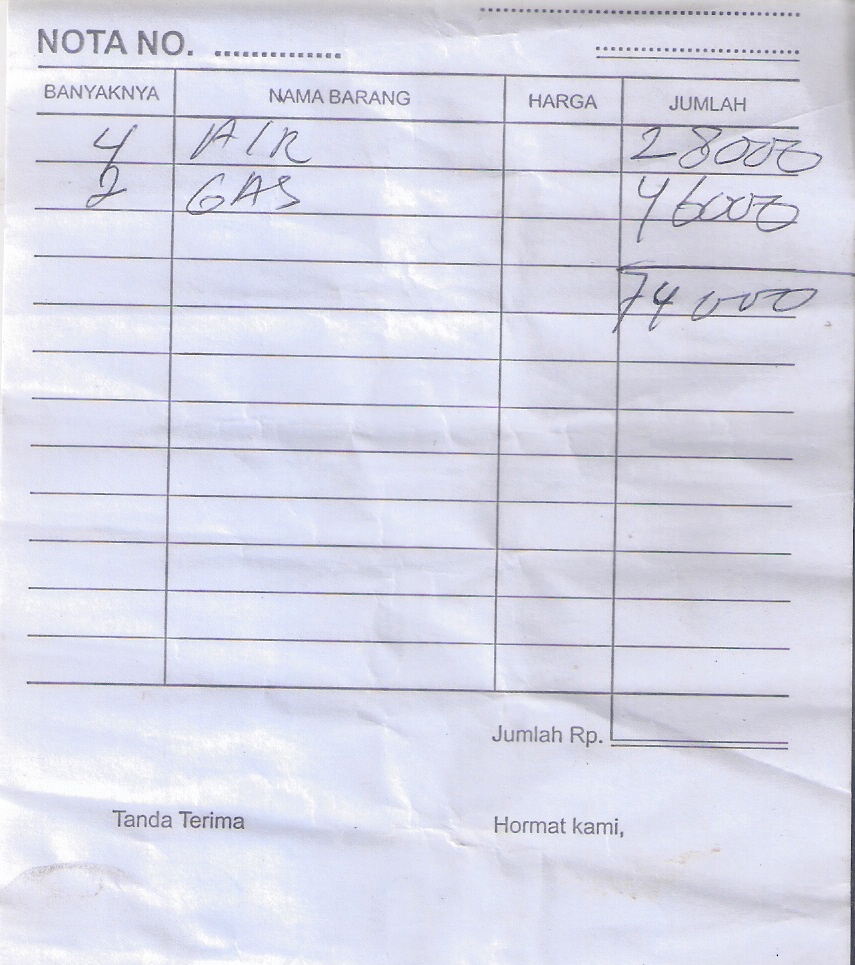 NOTA NO. ..............
BANYAKNYA NAMA BARANG HARGA JUMLAH
4 AIR 28000
2 GAS 46000
74000
Jumlah Rp.
Tanda Terima Hormat kami,